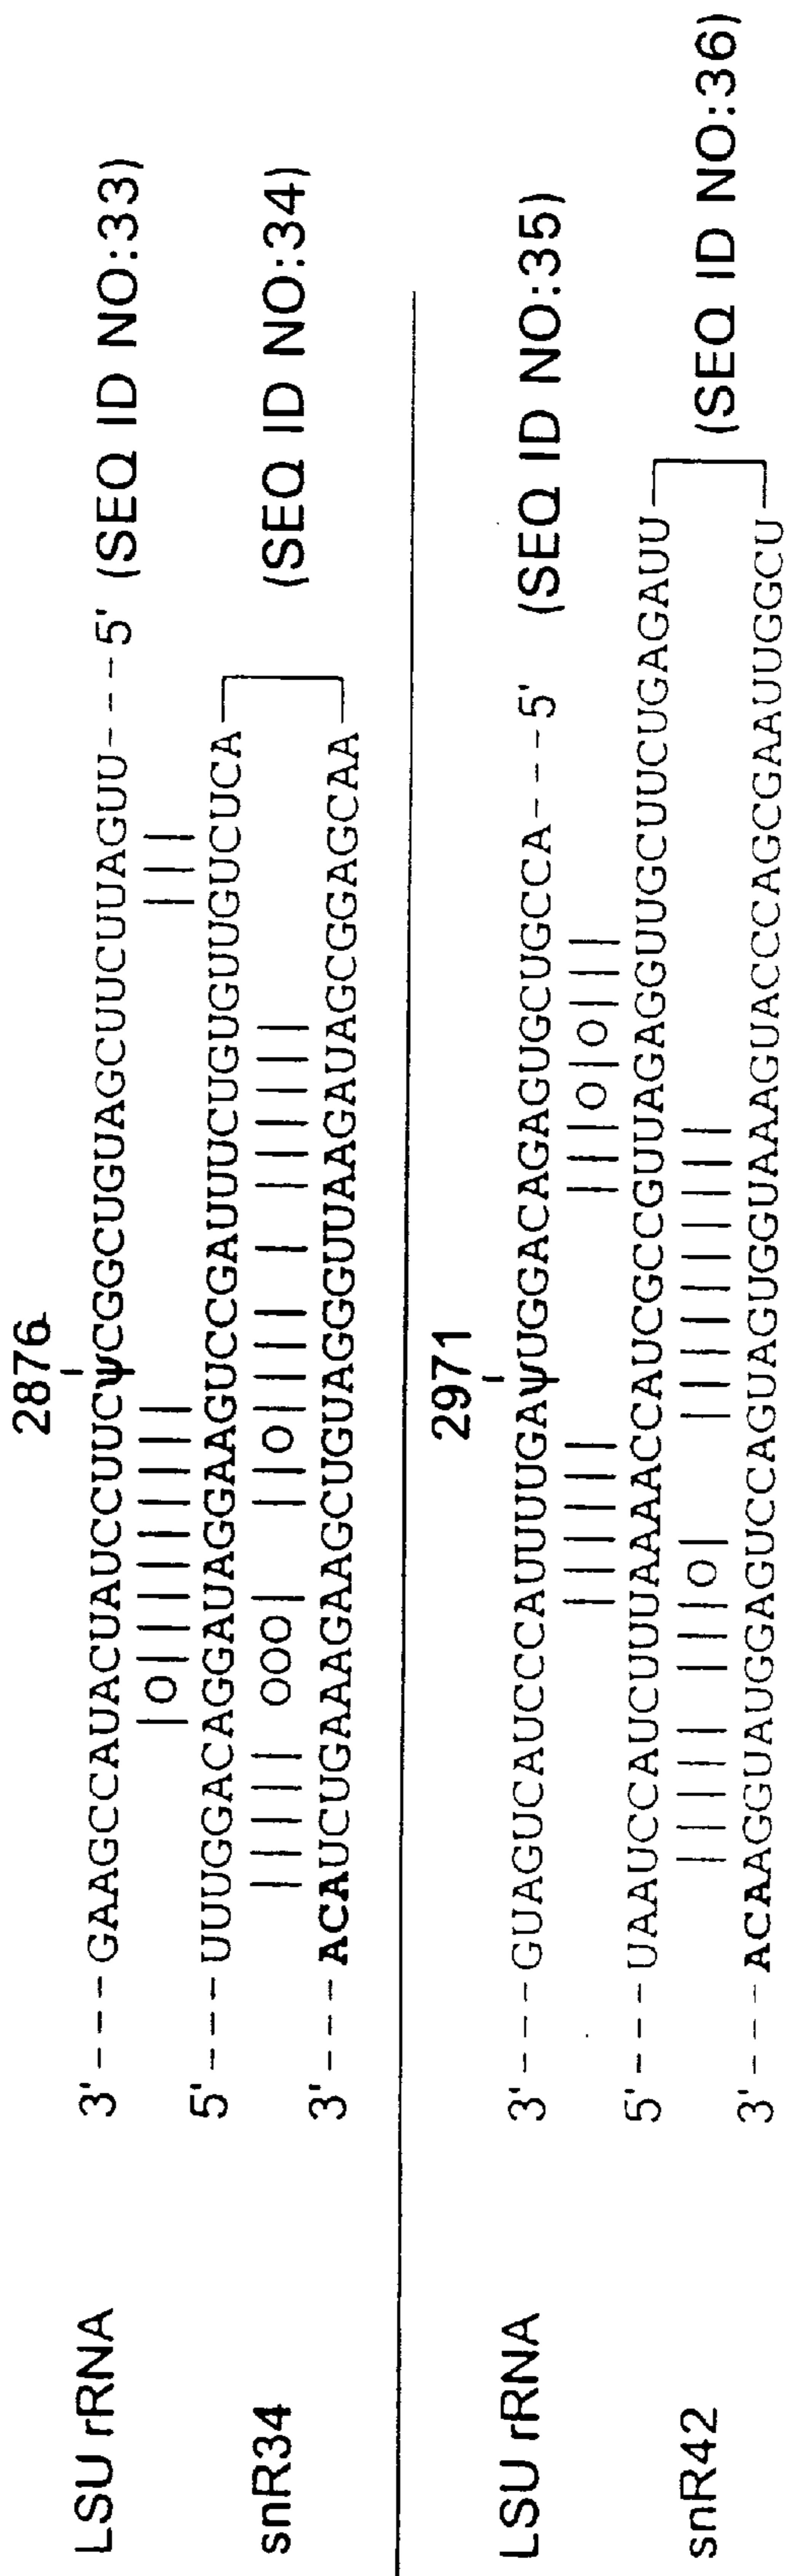 2876
LSU rRNA 3'---GAAGCCAUACUAUCCUUCΨCGGCUGUAGCUUCUUAGUU---5' (SEQ ID NO:33)
5'---UUUGGACAGGAUAGGAAGUCCGAUUUCUGUGUUGUCUCA
snR34 (SEQ ID NO:34)
3'---ACAUCUGAAAGAAGCUGUAGGGUUAAGAUAGCGGAGCAA
2971
LSU rRNA 3'---GUAGUCAUCCCAUUUUGAΨUGGACAGAGUGCUGCCA---5' (SEQ ID NO:35)
5'---UAAUCCAUCUUUAAAACCAUCGCCGUUAGAGGUUGCUUCUGAGAUU
snR42 (SEQ ID NO:36)
3'---ACAAGGUAUGGAGUCCAGUAGUGGUAAAGUACCCAGCGAAUUGGCU